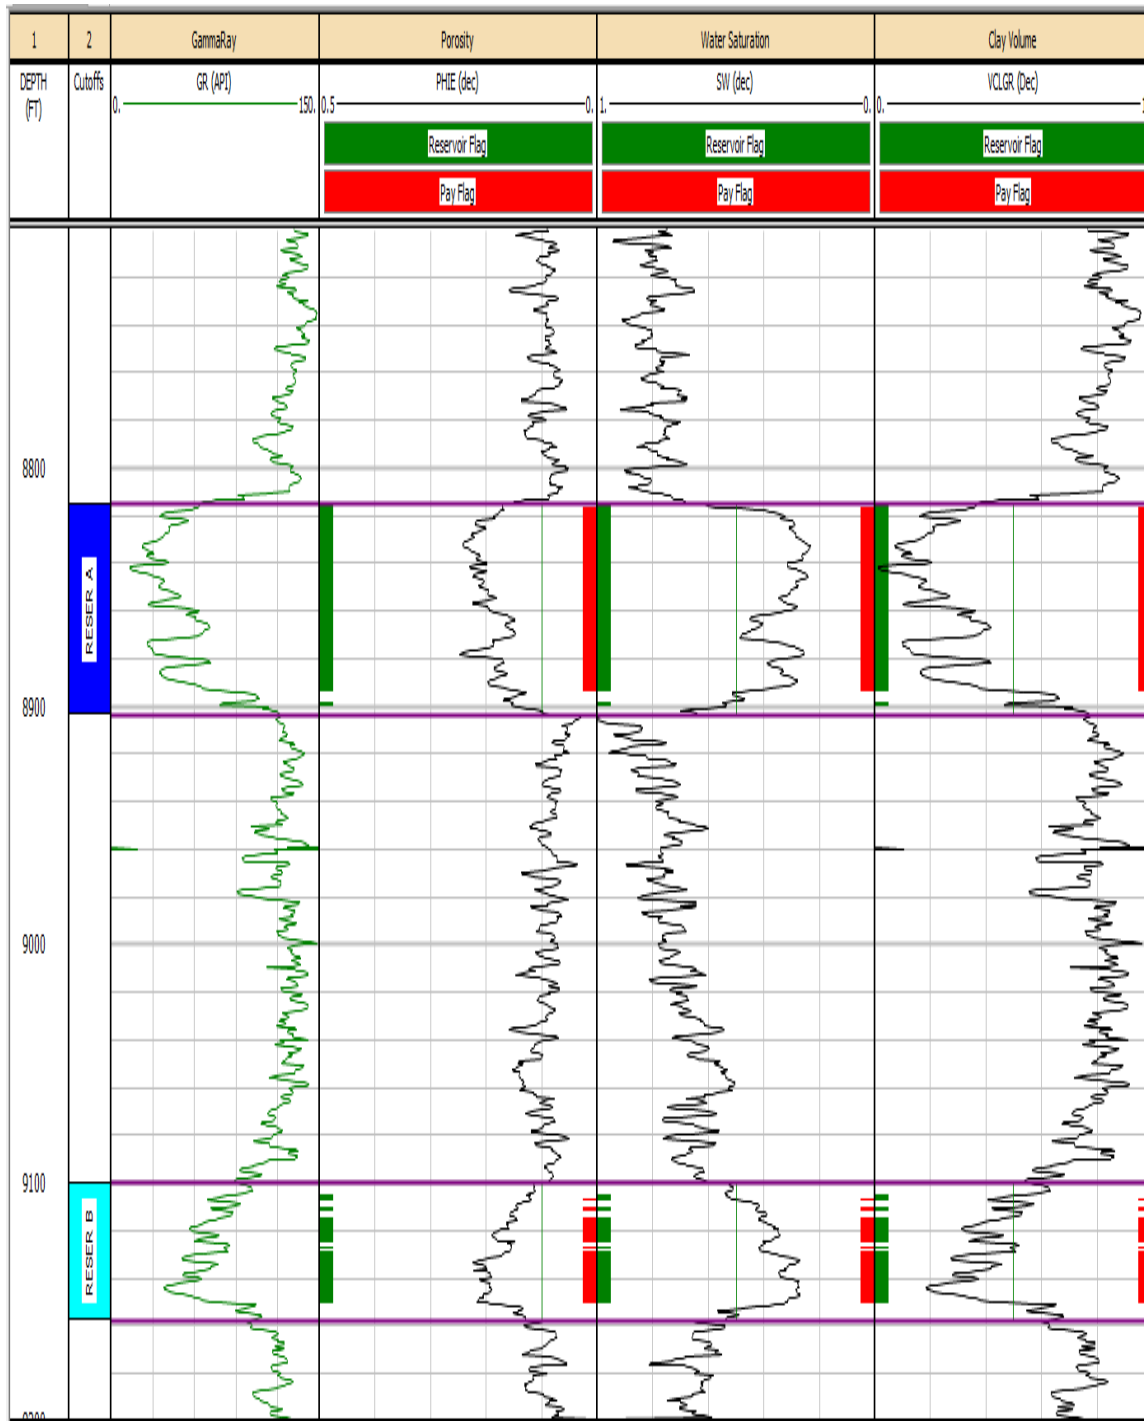 1 2 GammaRay Porosity Water Saturation Clay Volume
DEPTH (FT) Cutoffs GR (API) PHIE (dec) SW (dec) VCLGR (Dec)
0. 150. 0.5 0. 1. 0. 0.
Reservoir Flag Reservoir Flag Reservoir Flag
Pay Flag Pay Flag Pay Flag
8800
RESER A
8900
9000
9100
RESER B